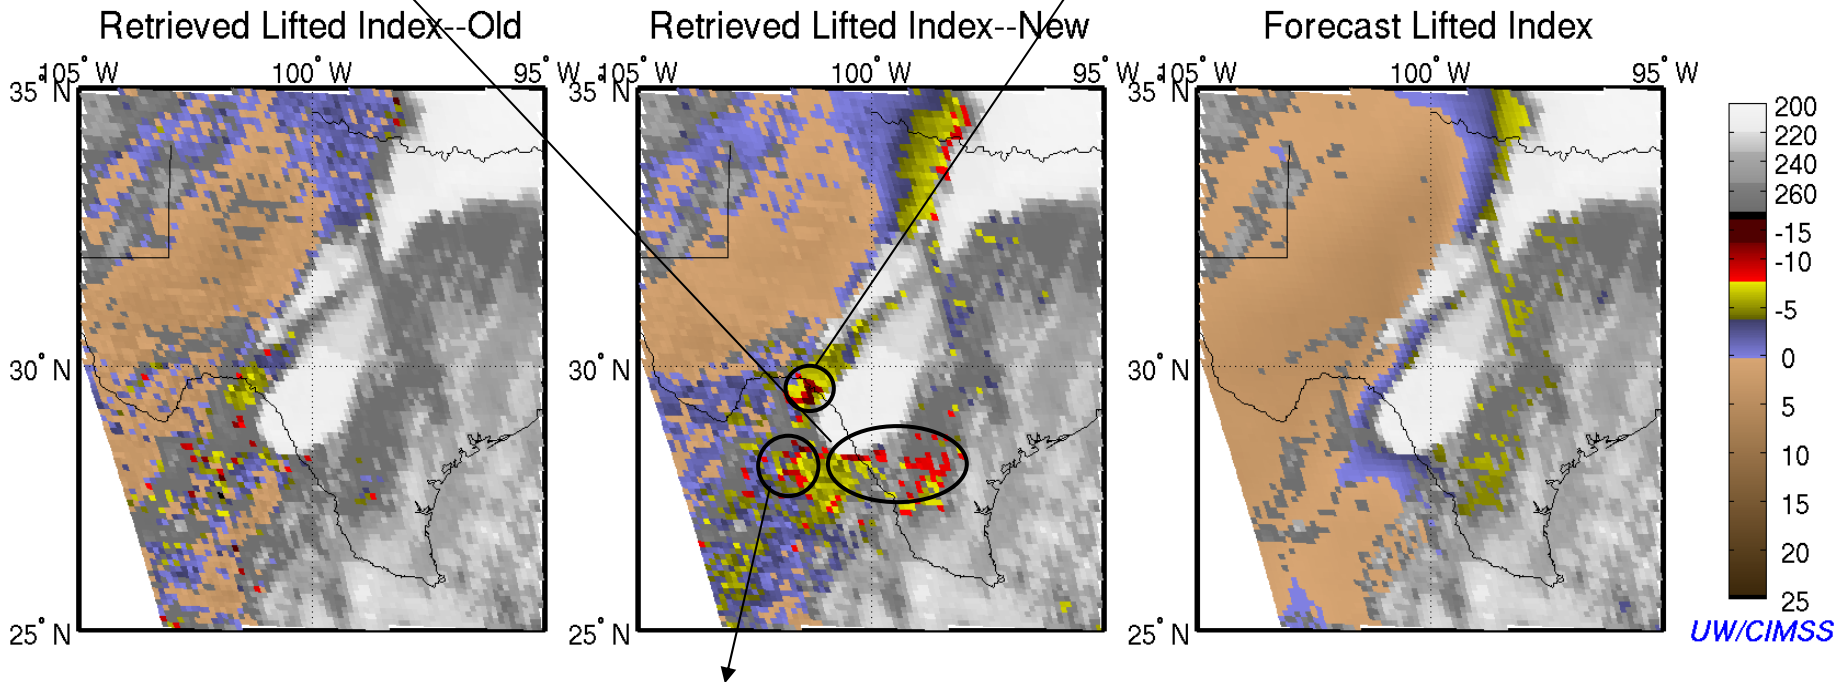 Retrieved Lifted Index--Old
Retrieved Lifted Index--New
Forecast Lifted Index
105° W 100° W 95° W
105° W 100° W 95° W
105° W 100° W 95° W
35° N
30° N
25° N
35° N
30° N
25° N
35° N
30° N
25° N
200
220
240
260
-15
-10
-5
0
5
10
15
20
25
UW/CIMSS